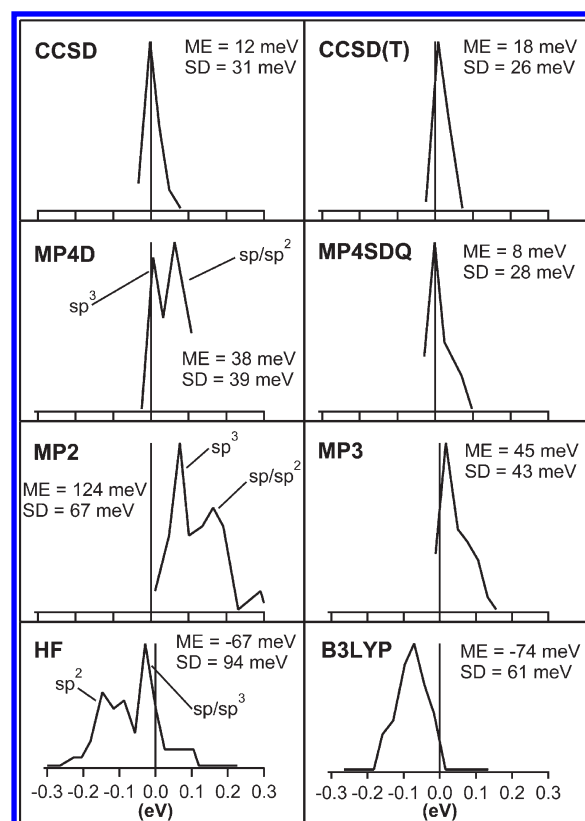 CCSD
ME = 12 meV
SD = 31 meV
CCSD(T)
ME = 18 meV
SD = 26 meV
MP4D
sp³
sp/sp²
ME = 38 meV
SD = 39 meV
MP4SDQ
ME = 8 meV
SD = 28 meV
MP2
sp³
sp/sp²
ME = 124 meV
SD = 67 meV
MP3
ME = 45 meV
SD = 43 meV
HF
ME = -67 meV
SD = 94 meV
sp²
sp/sp³
B3LYP
ME = -74 meV
SD = 61 meV
-0.3 -0.2 -0.1 0.0 0.1 0.2 0.3
(eV)
-0.3 -0.2 -0.1 0.0 0.1 0.2 0.3
(eV)